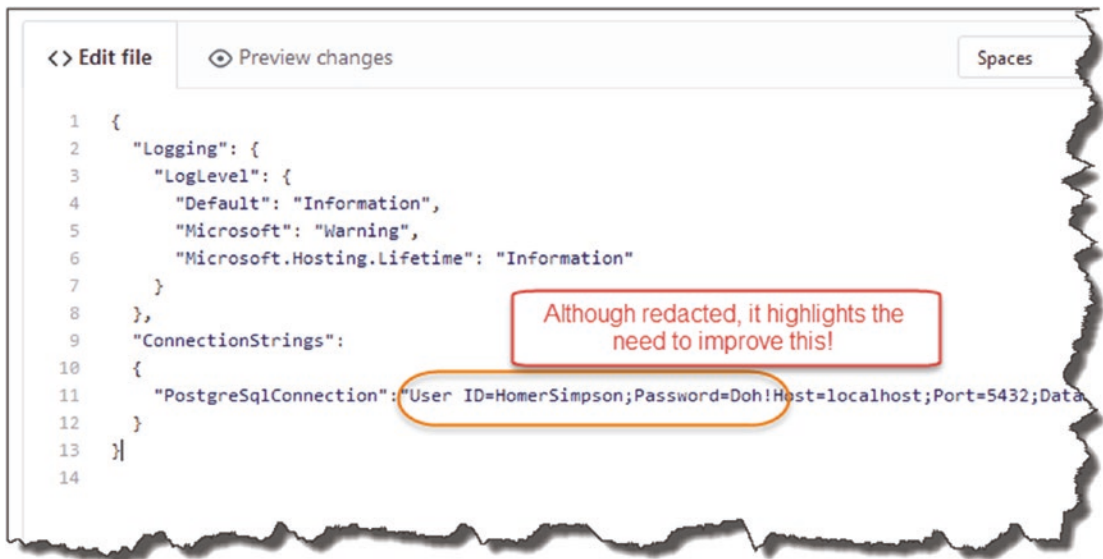 <> Edit file
Preview changes
Spaces
1 {
2 "Logging": {
3 "LogLevel": {
4 "Default": "Information",
5 "Microsoft": "Warning",
6 "Microsoft.Hosting.Lifetime": "Information"
7 }
8 },
9 "ConnectionStrings":
10 {
11 "PostgreSqlConnection":"User ID=HomerSimpson;Password=Doh!Host=localhost;Port=5432;Data
12 }
13 }
14
Although redacted, it highlights the
need to improve this!